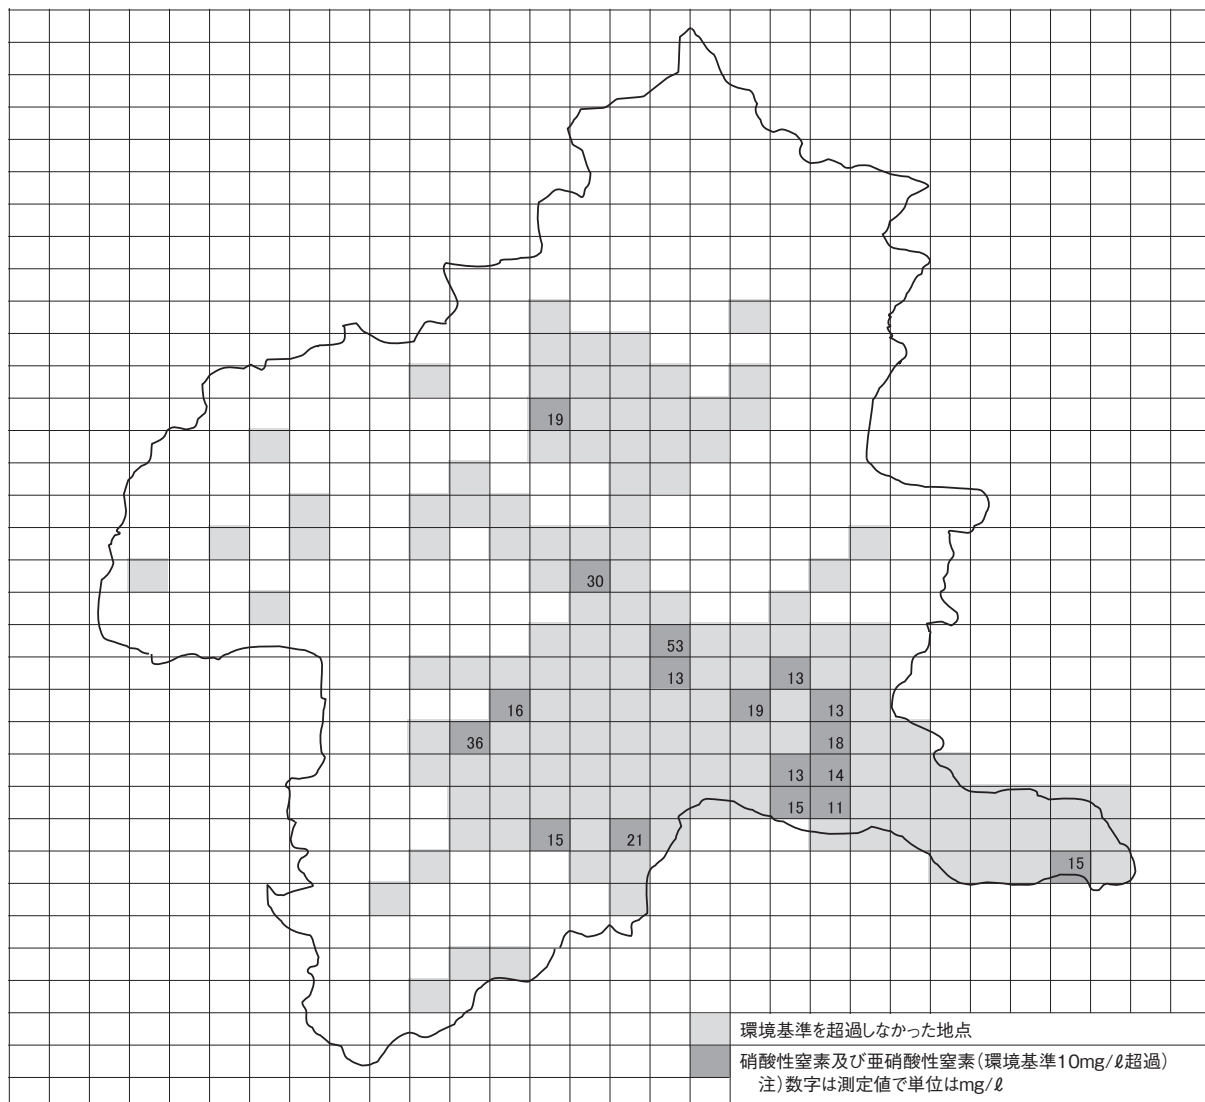 19
30
53
13 13
16 19 13
36 18
13 14
15 11
15 21
15
環境基準を超過しなかった地点
硝酸性窒素及び亜硝酸性窒素(環境基準10mg/ℓ超過)
注)数字は測定値で単位はmg/ℓ